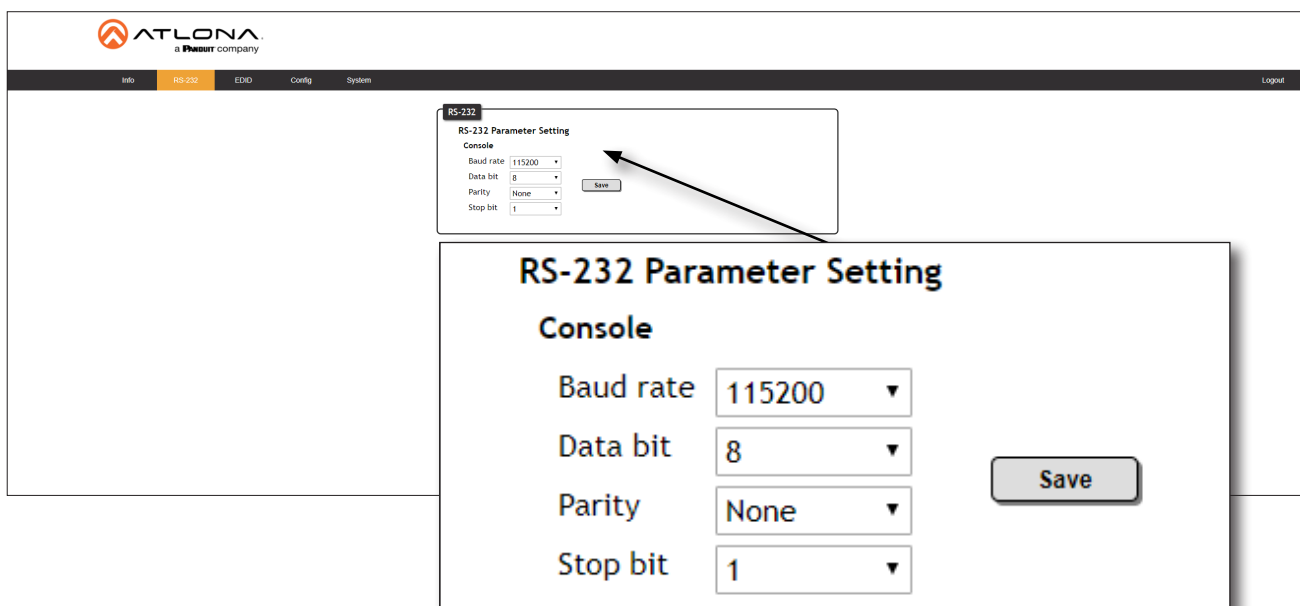 ATLONA.
a PANDUIT company
Info RS-232 EDID Config System Logout
RS-232
RS-232 Parameter Setting
Console
Baud rate 115200
Data bit 8
Parity None
Stop bit 1
Save
RS-232 Parameter Setting
Console
Baud rate 115200
Data bit 8
Parity None
Stop bit 1
Save